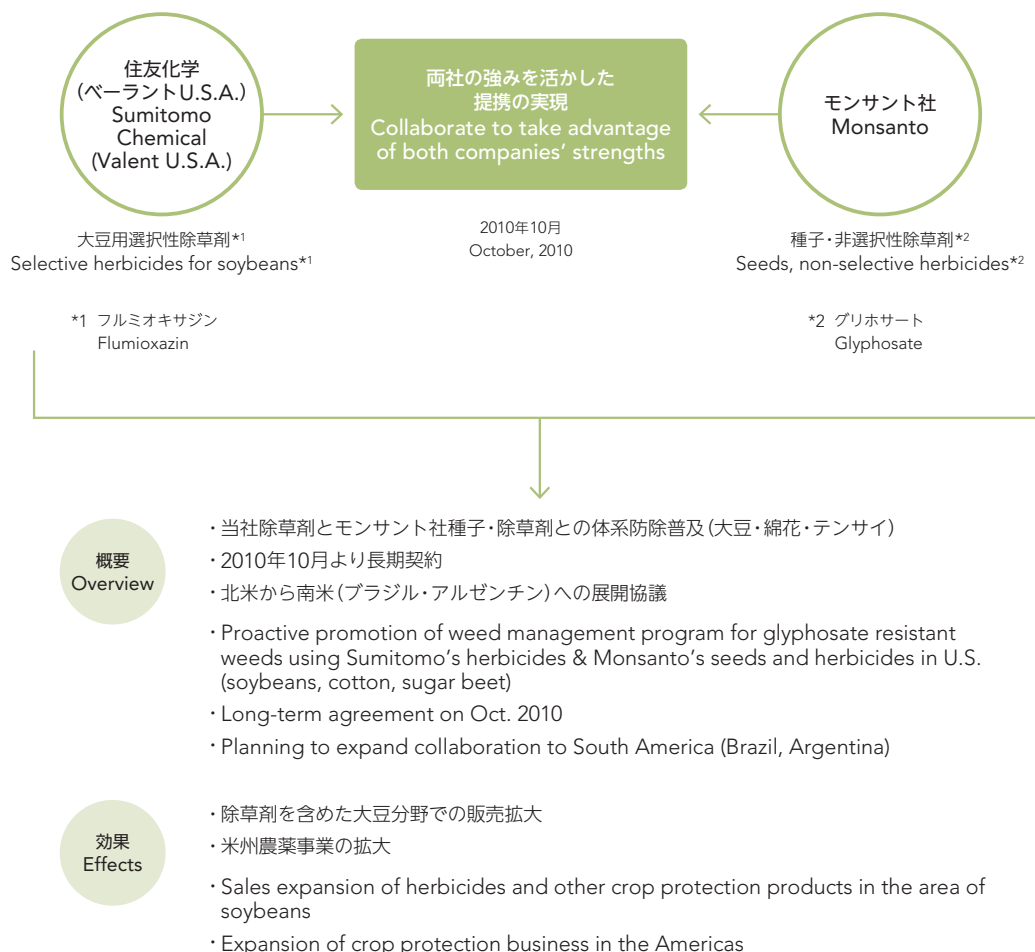 住友化学
（ベーラントU.S.A.）
Sumitomo
Chemical
(Valent U.S.A.)
両社の強みを活かした
提携の実現
Collaborate to take advantage
of both companies’ strengths
モンサント社
Monsanto
大豆用選択性除草剤*1
Selective herbicides for soybeans*1
2010年10月
October, 2010
種子・非選択性除草剤*2
Seeds, non-selective herbicides*2
*1 フルミオキサジン
Flumioxazin
*2 グリホサート
Glyphosate
概要
Overview
・当社除草剤とモンサント社種子・除草剤との体系防除普及（大豆・綿花・テンサイ）
・2010年10月より長期契約
・北米から南米（ブラジル・アルゼンチン）への展開協議
・Proactive promotion of weed management program for glyphosate resistant
weeds using Sumitomo’s herbicides & Monsanto’s seeds and herbicides in U.S.
(soybeans, cotton, sugar beet)
・Long-term agreement on Oct. 2010
・Planning to expand collaboration to South America (Brazil, Argentina)
効果
Effects
・除草剤を含めた大豆分野での販売拡大
・米州農薬事業の拡大
・Sales expansion of herbicides and other crop protection products in the area of
soybeans
・Expansion of crop protection business in the Americas